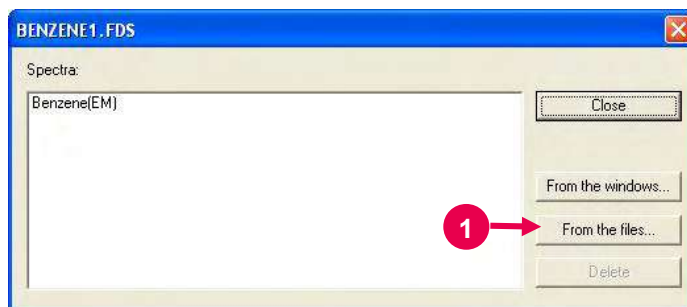 BENZENE1.FDS
Spectra:
Benzene(EM)
Close
From the windows...
1
From the files...
Delete